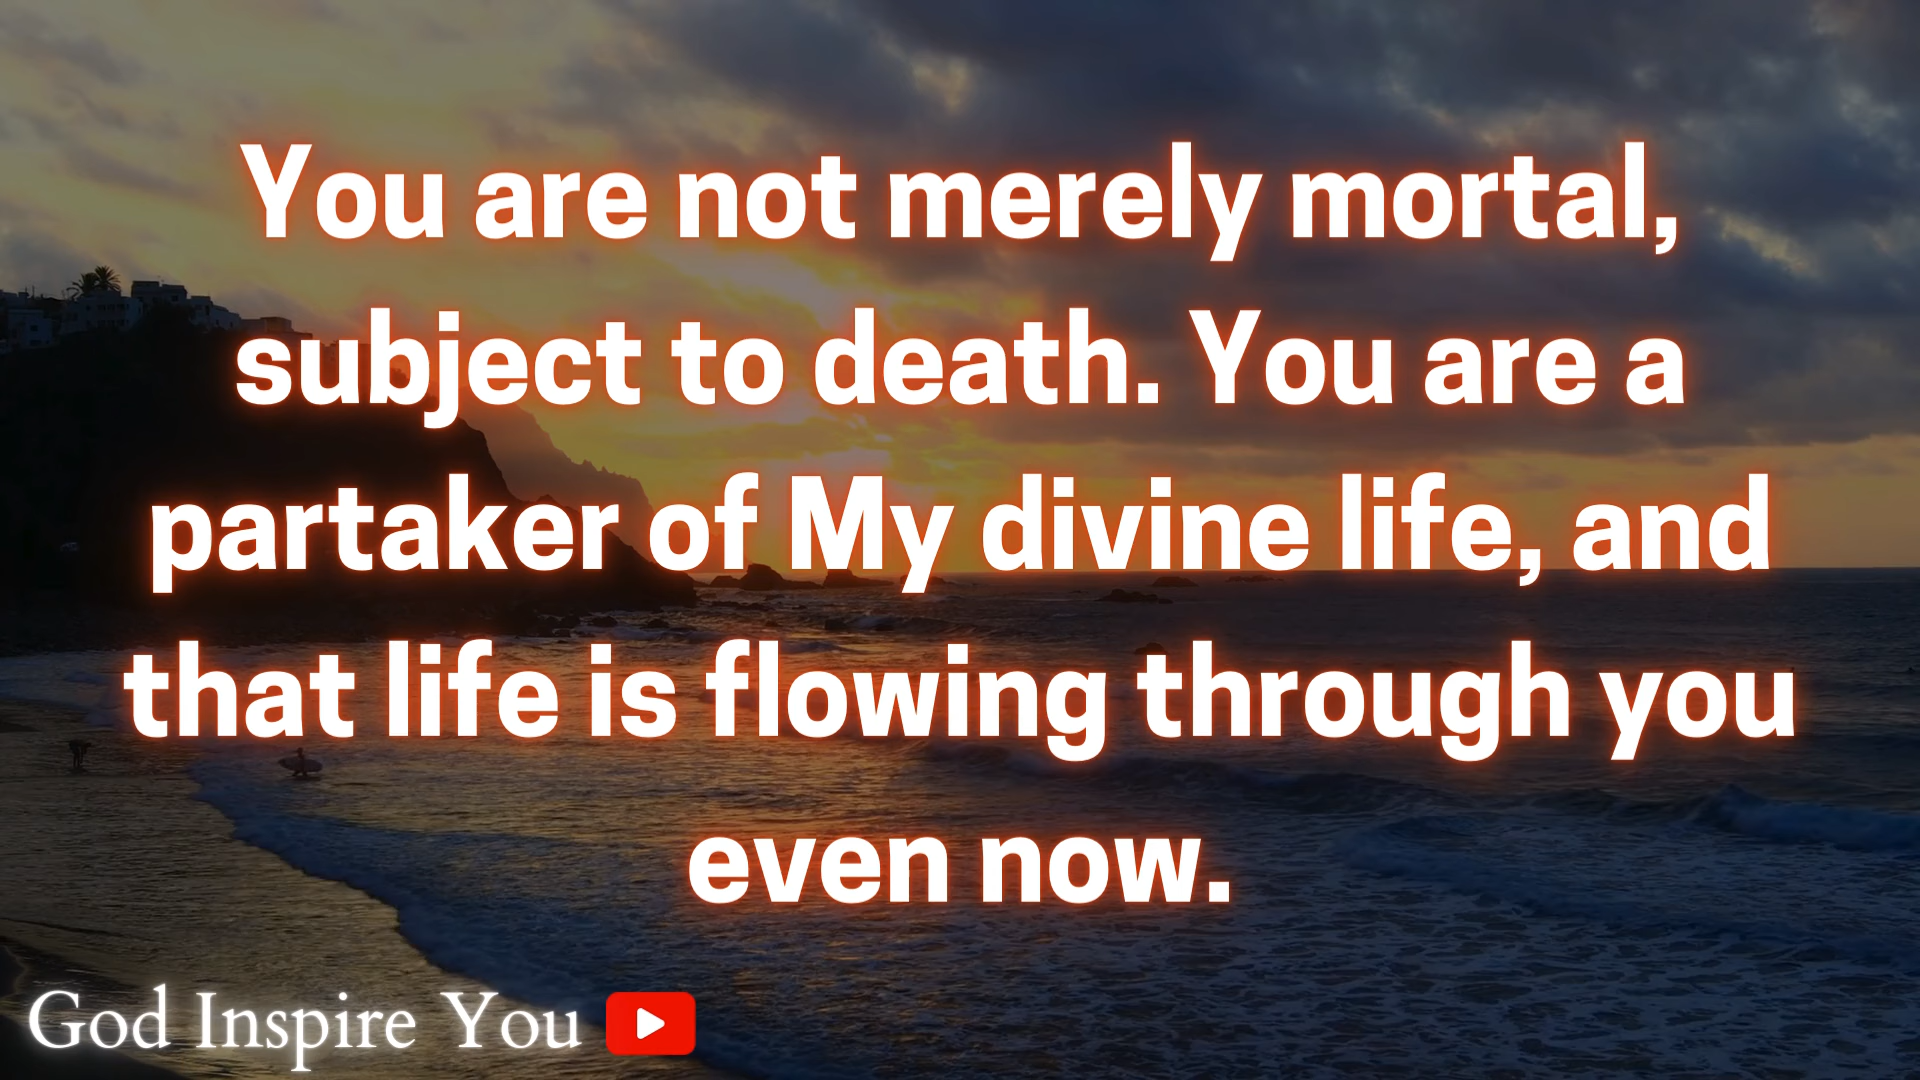 You are not merely mortal,
subject to death. You are a
partaker of My divine life, and
that life is flowing through you
even now.
God Inspire You